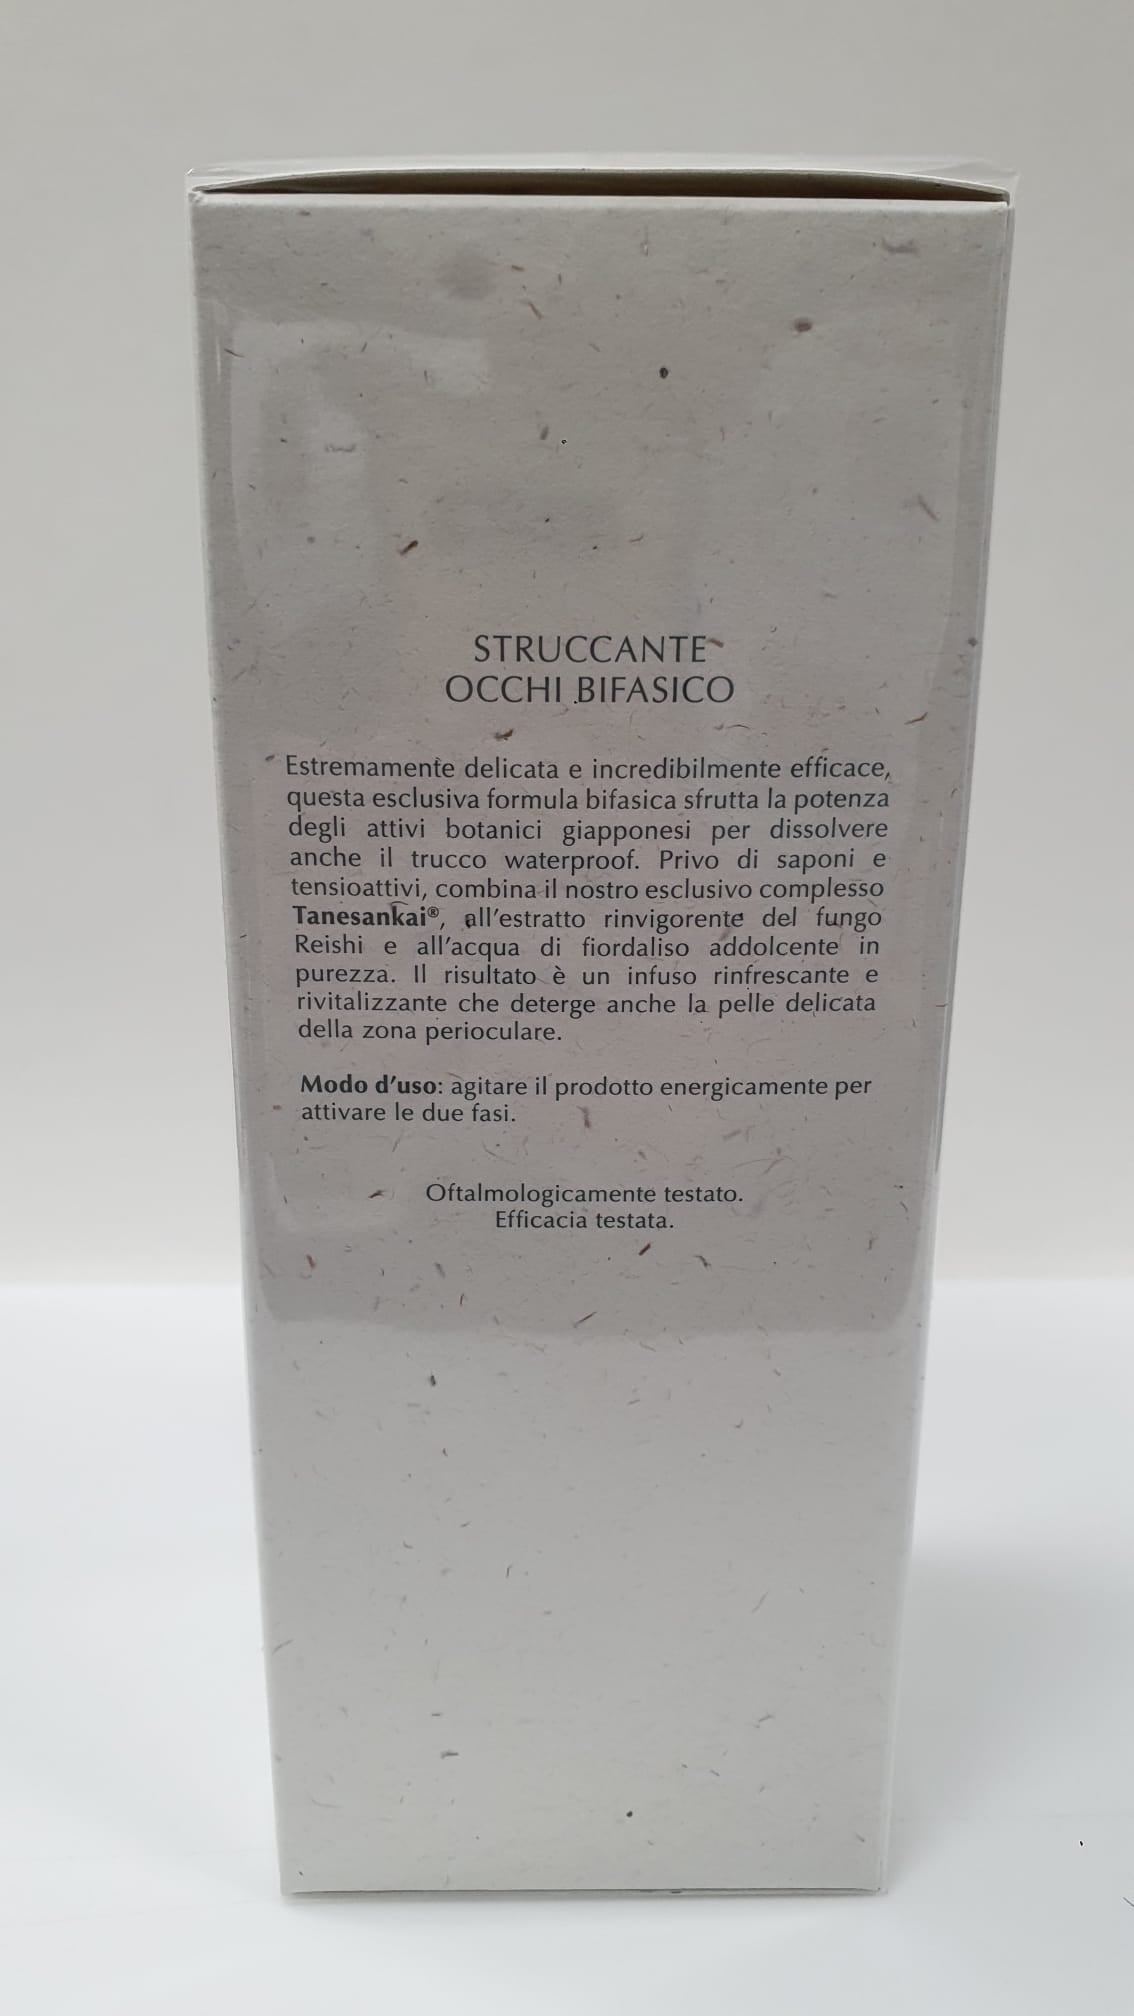 STRUCCANTE
OCCHI BIFASICO
Estremamente delicata e incredibilmente efficace,
questa esclusiva formula bifasica sfrutta la potenza
degli attivi botanici giapponesi per dissolvere
anche il trucco waterproof. Privo di saponi e
tensioattivi, combina il nostro esclusivo complesso
Tanesankai®, all'estratto rinvigorente del fungo
Reishi e all'acqua di fiordaliso addolcente in
purezza. Il risultato è un infuso rinfrescante e
rivitalizzante che deterge anche la pelle delicata
della zona perioculare.
Modo d'uso: agitare il prodotto energicamente per
attivare le due fasi.
Oftalmologicamente testato.
Efficacia testata.